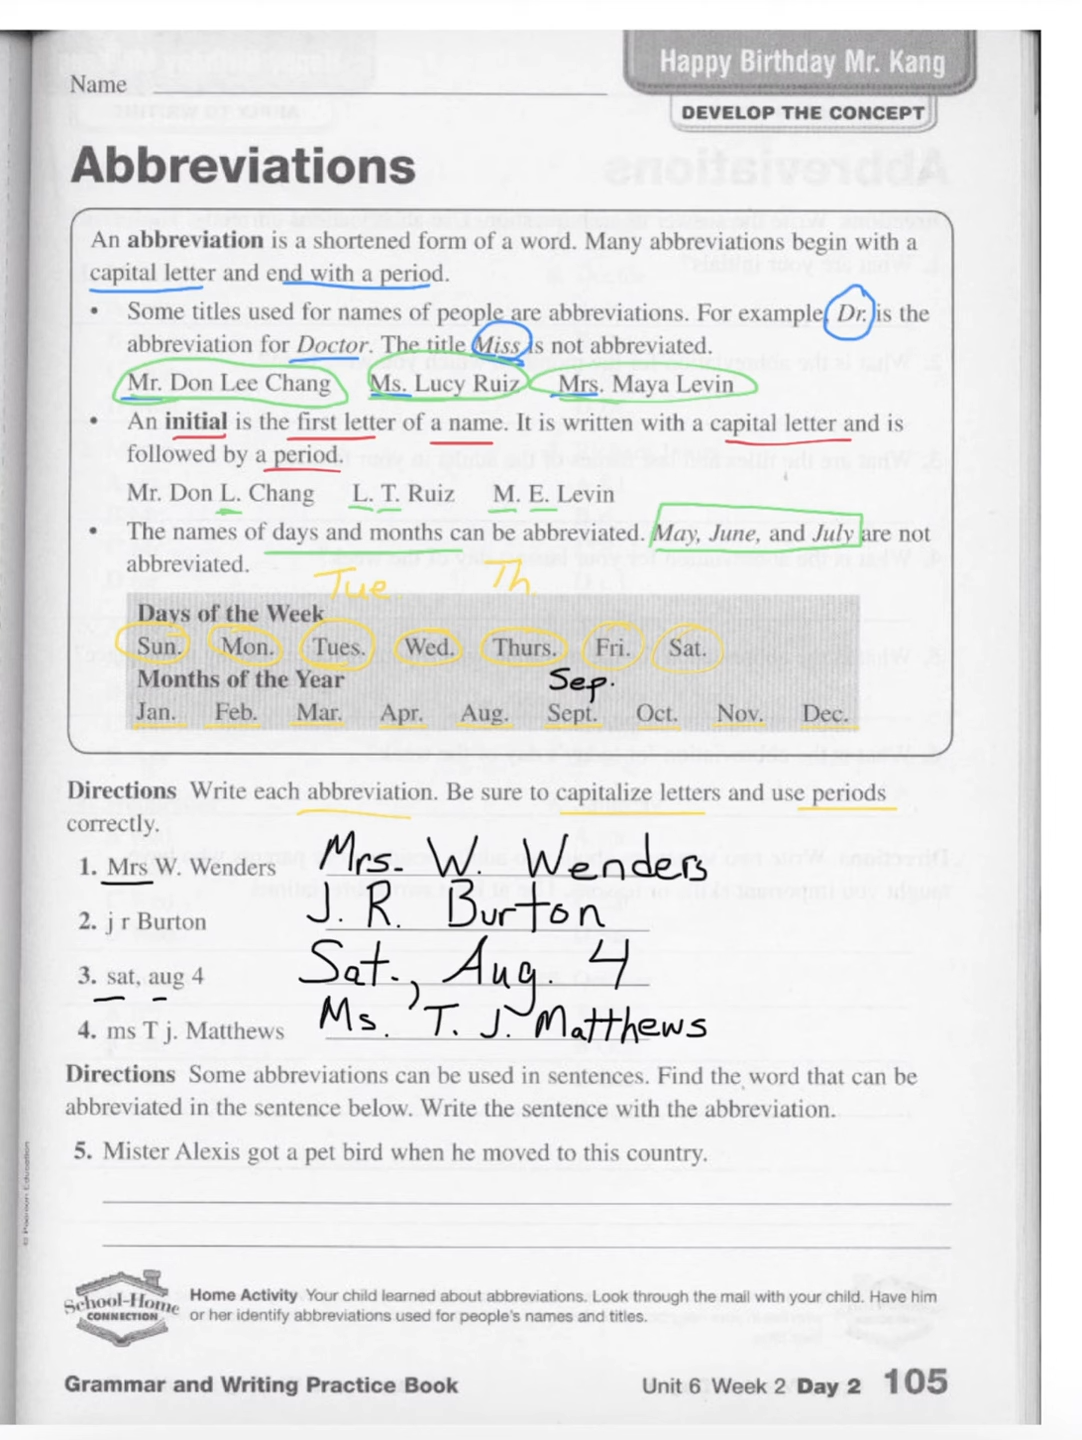 Happy Birthday Mr. Kang
Name
DEVELOP THE CONCEPT
Abbreviations
An abbreviation is a shortened form of a word. Many abbreviations begin with a
capital letter and end with a period.
• Some titles used for names of people are abbreviations. For example, Dr. is the
abbreviation for Doctor. The title Miss is not abbreviated.
Mr. Don Lee Chang Ms. Lucy Ruiz Mrs. Maya Levin
• An initial is the first letter of a name. It is written with a capital letter and is
followed by a period.
Mr. Don L. Chang L. T. Ruiz M. E. Levin
• The names of days and months can be abbreviated. May, June, and July are not
abbreviated.
Tue Th
Days of the Week
Sun. Mon. Tues. Wed. Thurs. Fri. Sat.
Months of the Year Sep.
Jan. Feb. Mar. Apr. Aug. Sept. Oct. Nov. Dec.
Directions Write each abbreviation. Be sure to capitalize letters and use periods
correctly.
1. Mrs W. Wenders Mrs. W. Wenders
2. j r Burton J. R. Burton
3. sat, aug 4 Sat., Aug. 4
4. ms T j. Matthews Ms. T. J. Matthews
Directions Some abbreviations can be used in sentences. Find the word that can be
abbreviated in the sentence below. Write the sentence with the abbreviation.
5. Mister Alexis got a pet bird when he moved to this country.
© Pearson Education
School-Home
CONNECTION
Home Activity Your child learned about abbreviations. Look through the mail with your child. Have him
or her identify abbreviations used for people's names and titles.
Grammar and Writing Practice Book Unit 6 Week 2 Day 2 105